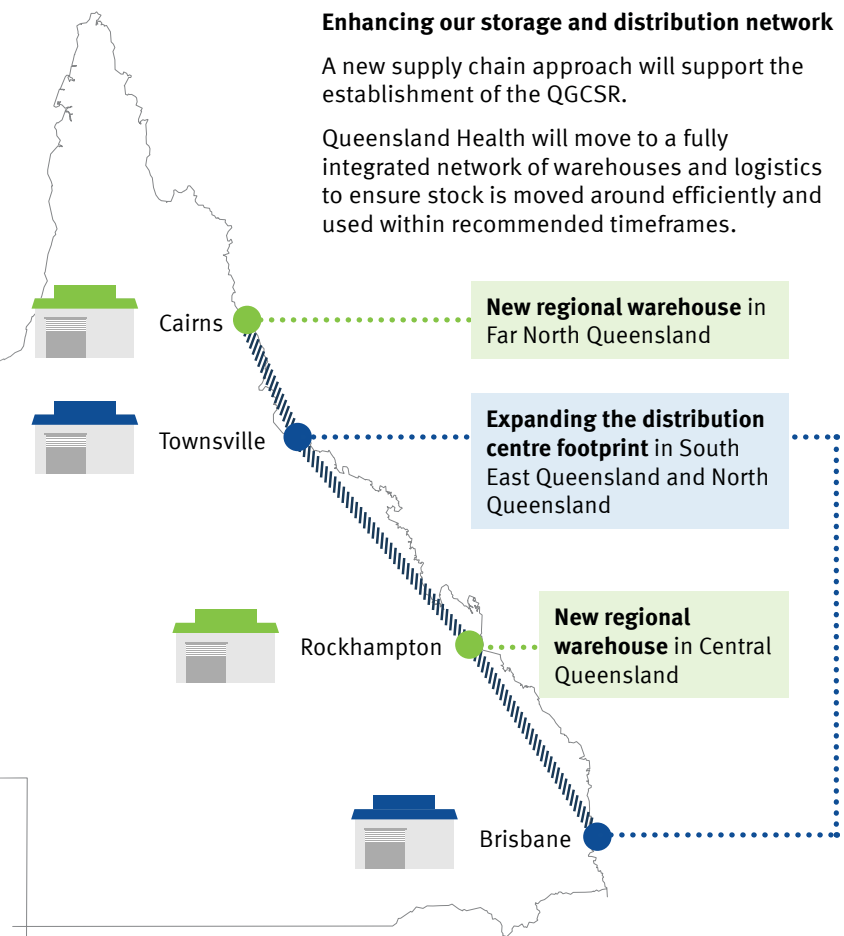 Enhancing our storage and distribution network
A new supply chain approach will support the
establishment of the QGCSR.
Queensland Health will move to a fully
integrated network of warehouses and logistics
to ensure stock is moved around efficiently and
used within recommended timeframes.
Cairns
New regional warehouse in
Far North Queensland
Townsville
Expanding the distribution
centre footprint in South
East Queensland and North
Queensland
Rockhampton
New regional
warehouse in Central
Queensland
Brisbane